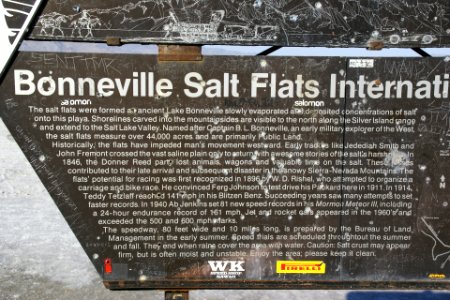 Bonneville Salt Flats Internati
salomon
salomon
The salt flats were formed as ancient Lake Bonneville slowly evaporated and deposited concentrations of salt
onto this playa. Shorelines carved into the mountainsides are visible to the north along the Silver Island range
and extend to the Salt Lake Valley. Named after Captain B.L. Bonneville, an early military explorer of the West,
the salt flats measure over 44,000 acres and are primarily Public Land.
Historically, the flats have impeded man's movement westward. Early traders like Jedediah Smith and
John Fremont crossed the vast saline plain only to return with awesome stories of the salt's harshness. In
1846, the Donner Reed party lost animals, wagons and valuable time on the salt. These losses
contributed to their late arrival and subsequent disaster in the snowy Sierra-Nevada Mountains. The
flats' potential for racing was first recognized in 1896 by W.D. Rishel, who attempted to organize a
carriage and bike race. He convinced Ferg Johnson to test drive his Packard here in 1911. In 1914,
Teddy Tetzlaff reached 141 mph in his Blitzen Benz. Succeeding years saw many attempts to set
faster records. In 1940 Ab Jenkins set 81 new speed records in his Mormon Meteor III, including
a 24-hour endurance record of 161 mph. Jet and rocket cars appeared in the 1960's and
exceeded the 500 and 600 mph marks.
The speedway, 80 feet wide and 10 miles long, is prepared by the Bureau of Land
Management in the early summer. Speed trials are scheduled throughout the summer
and fall. They end when rains cover the area with water. Caution: Salt crust may appear
firm, but is often moist and unstable. Enjoy the area; please keep it clean.
WK
PIRELLI